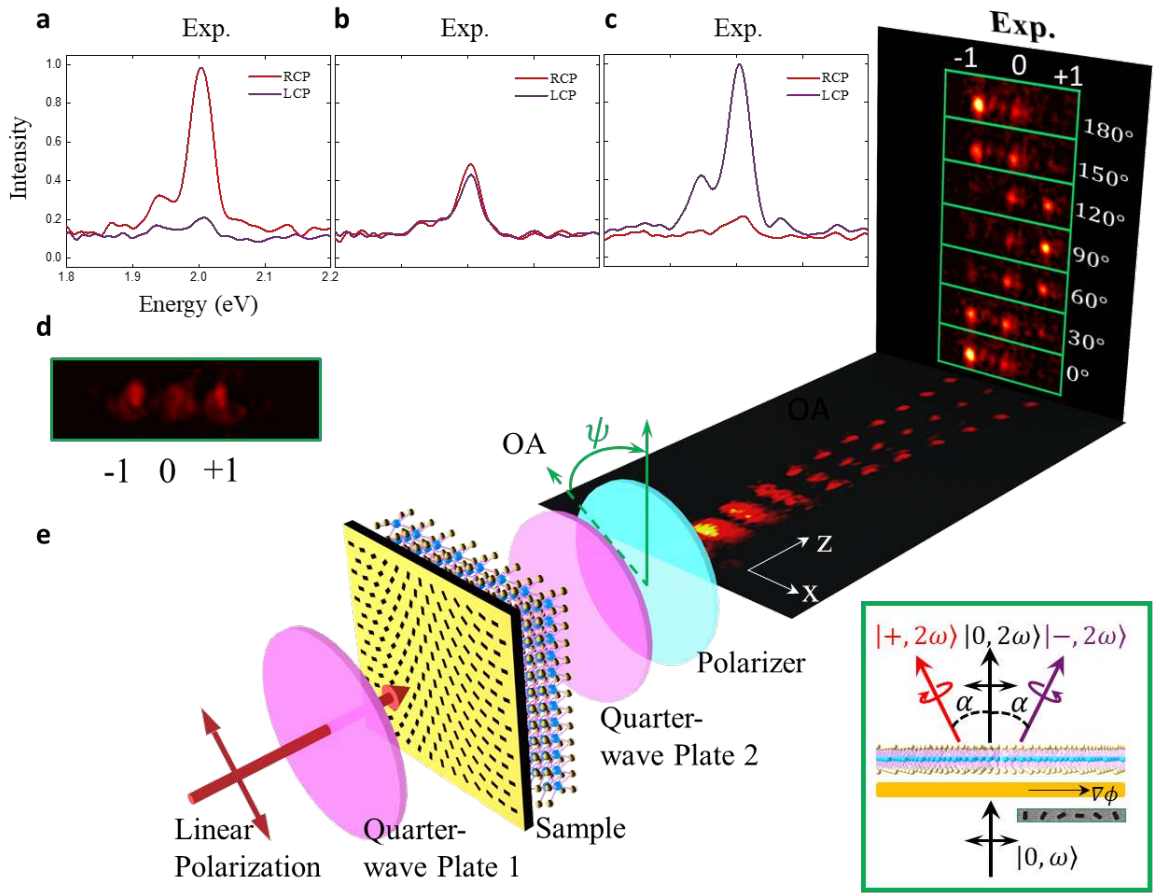 a
Exp.
RCP
LCP
Intensity
1.0
0.8
0.6
0.4
0.2
0.0
1.8
1.9
2.0
2.1
2.2
Energy (eV)
b
Exp.
RCP
LCP
c
Exp.
RCP
LCP
Exp.
-1 0 +1
180°
150°
120°
90°
60°
30°
0°
d
-1 0 +1
OA
OA
ψ
z
x
e
Polarizer
Quarter-
wave Plate 2
Sample
Quarter-
wave Plate 1
Linear
Polarization
|+, 2ω⟩ |0, 2ω⟩ |−, 2ω⟩
α α
∇ϕ
|0, ω⟩